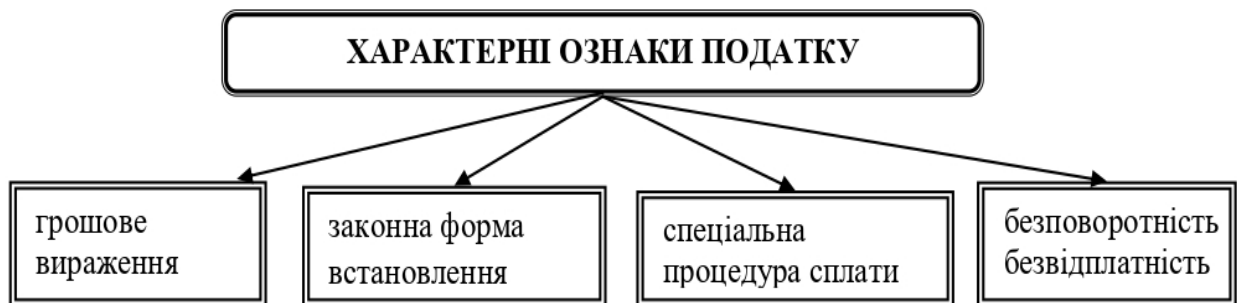 ХАРАКТЕРНІ ОЗНАКИ ПОДАТКУ
грошове
вираження
законна форма
встановлення
спеціальна
процедура сплати
безповоротність
безвідплатність